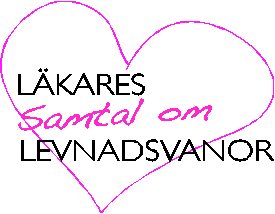 LÄKARES
Samtal om
LEVNADSVANOR